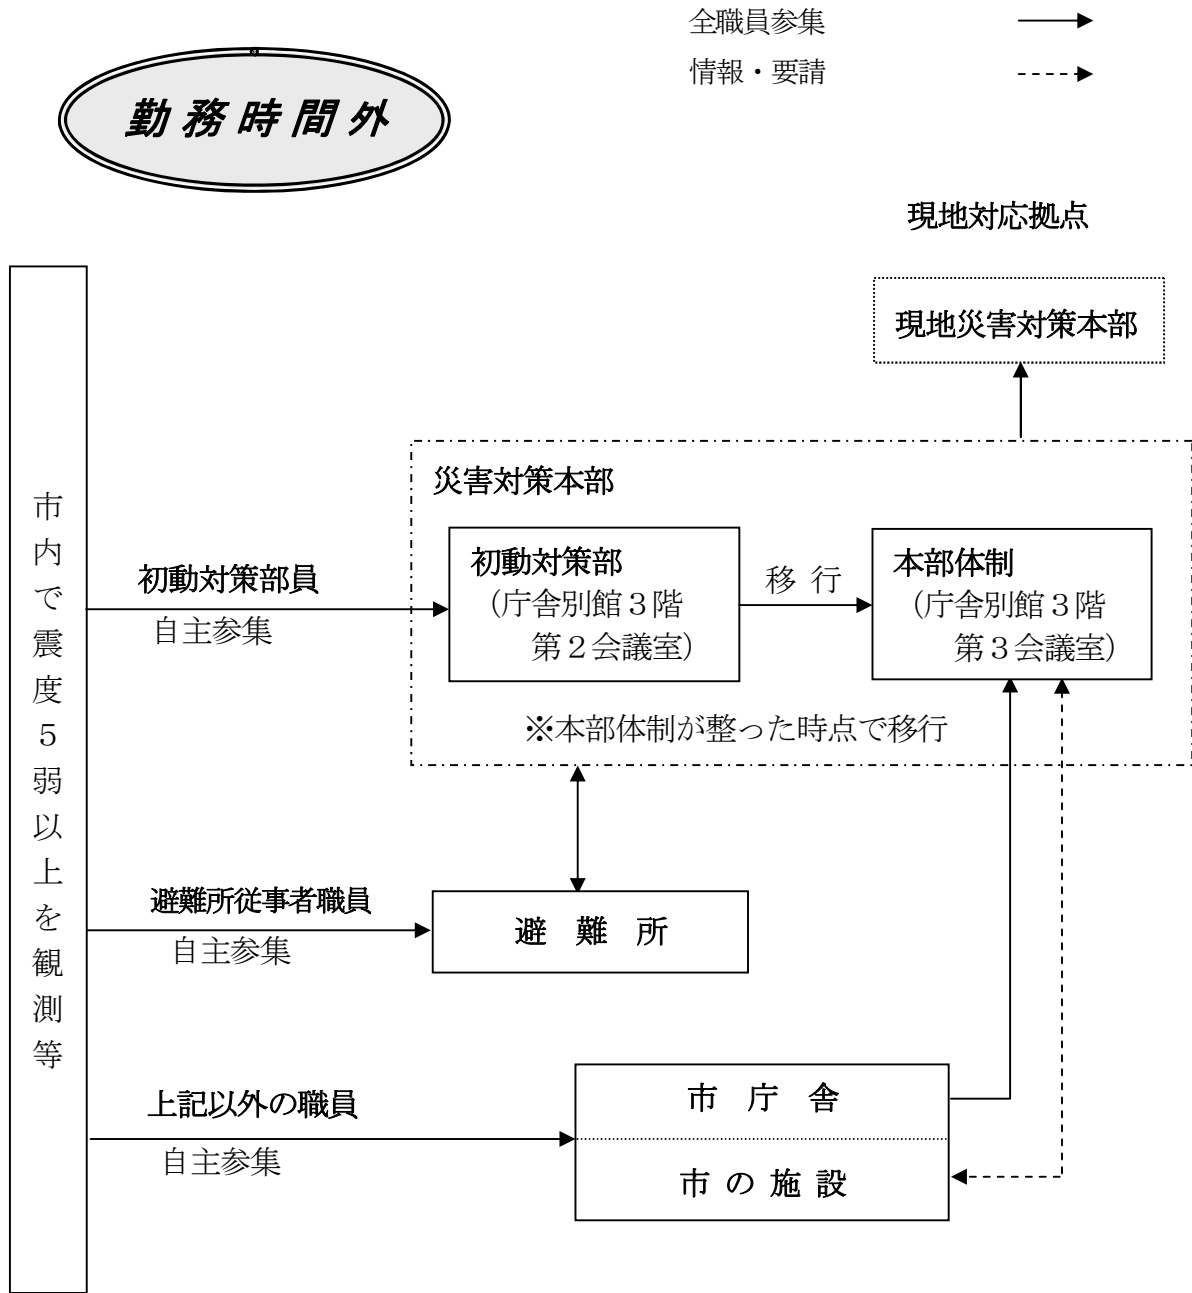 全職員参集
情報・要請
勤務時間外
現地対応拠点
現地災害対策本部
災害対策本部
初動対策部員
自主参集
初動対策部
（庁舎別館３階
第２会議室）
移行
本部体制
（庁舎別館３階
第３会議室）
※本部体制が整った時点で移行
市内で震度５弱以上を観測等
避難所従事者職員
自主参集
避難所
上記以外の職員
自主参集
市庁舎
市の施設